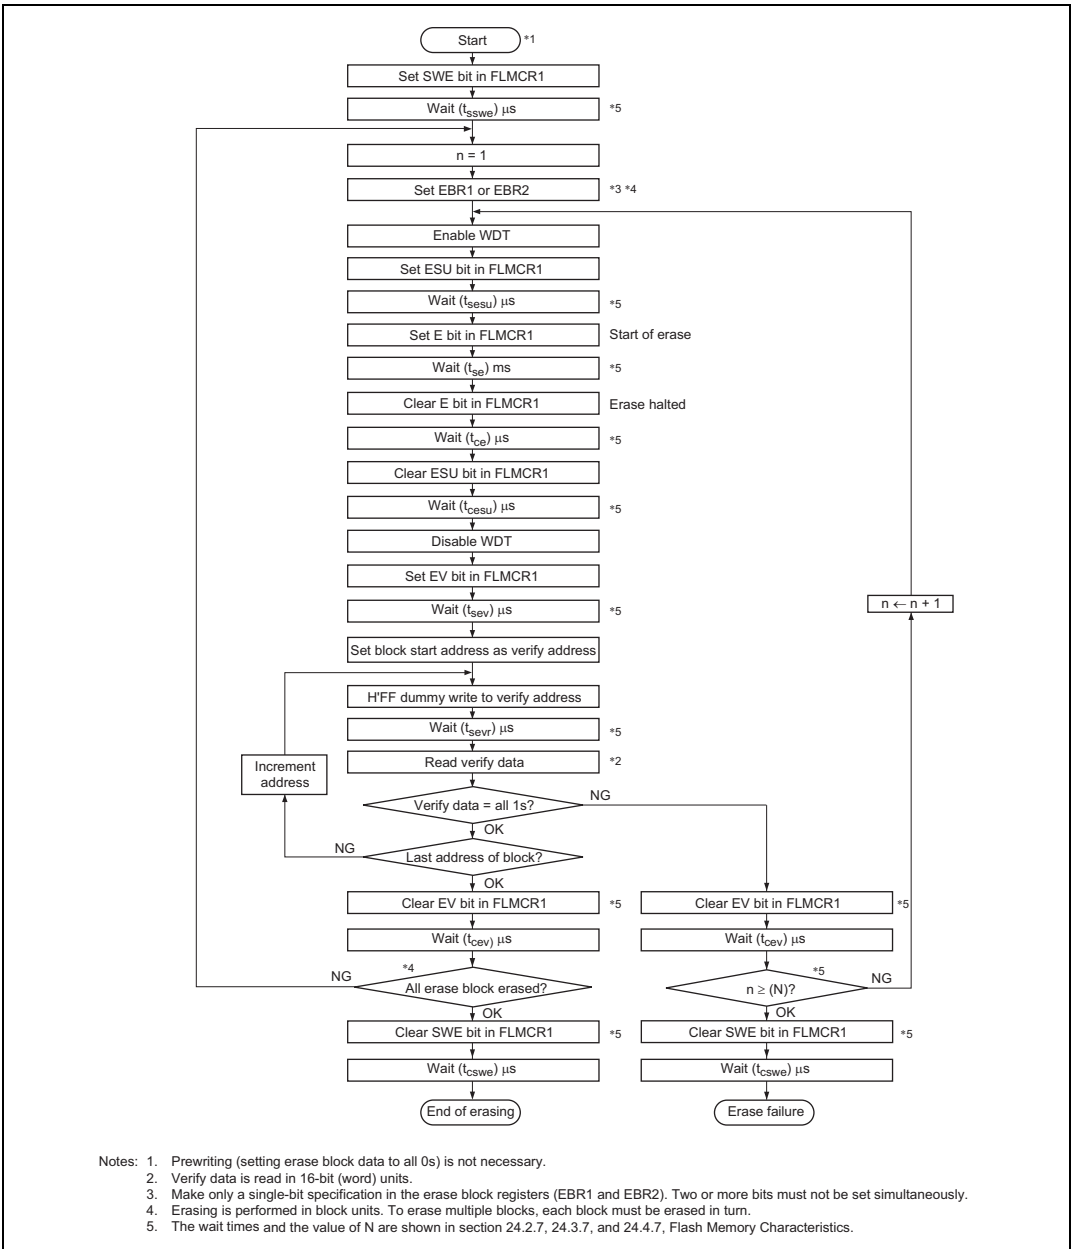 Start *1
Set SWE bit in FLMCR1
Wait (tsswe) μs *5
n = 1
Set EBR1 or EBR2 *3 *4
Enable WDT
Set ESU bit in FLMCR1
Wait (tsesu) μs *5
Set E bit in FLMCR1 Start of erase
Wait (tse) ms *5
Clear E bit in FLMCR1 Erase halted
Wait (tce) μs *5
Clear ESU bit in FLMCR1
Wait (tcesu) μs *5
Disable WDT
Set EV bit in FLMCR1
Wait (tsev) μs *5
n ← n + 1
Set block start address as verify address
H'FF dummy write to verify address
Wait (tsevr) μs *5
Increment
address
Read verify data *2
Verify data = all 1s? NG
OK
NG Last address of block?
OK
Clear EV bit in FLMCR1 *5 Clear EV bit in FLMCR1 *5
Wait (tcev) μs Wait (tcev) μs
NG *4 All erase block erased? n ≥ (N)? *5 NG
OK OK
Clear SWE bit in FLMCR1 *5 Clear SWE bit in FLMCR1 *5
Wait (tcswe) μs Wait (tcswe) μs
End of erasing Erase failure
Notes: 1. Prewriting (setting erase block data to all 0s) is not necessary.
2. Verify data is read in 16-bit (word) units.
3. Make only a single-bit specification in the erase block registers (EBR1 and EBR2). Two or more bits must not be set simultaneously.
4. Erasing is performed in block units. To erase multiple blocks, each block must be erased in turn.
5. The wait times and the value of N are shown in section 24.2.7, 24.3.7, and 24.4.7, Flash Memory Characteristics.